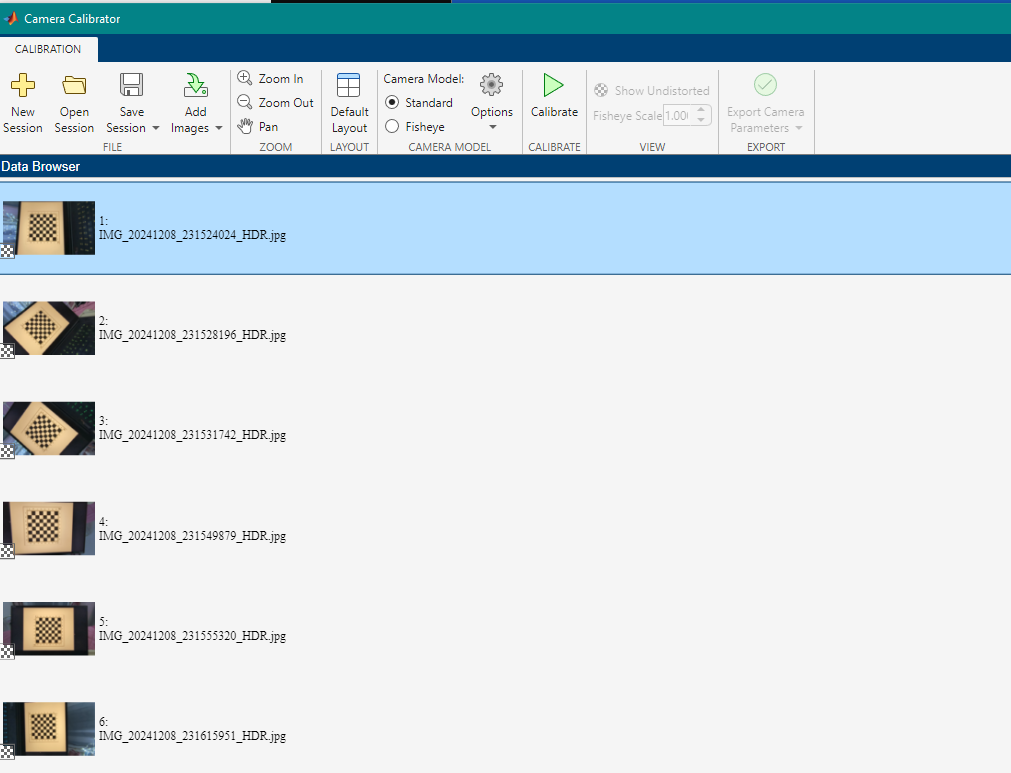 Camera Calibrator
CALIBRATION
New Session
Open Session
Save Session
Add Images
FILE
Zoom In
Zoom Out
Pan
ZOOM
Default Layout
LAYOUT
Camera Model:
Standard
Fisheye
Options
CAMERA MODEL
Calibrate
CALIBRATE
Show Undistorted
Fisheye Scale 1.00
VIEW
Export Camera Parameters
EXPORT
Data Browser
1:
IMG_20241208_231524024_HDR.jpg
2:
IMG_20241208_231528196_HDR.jpg
3:
IMG_20241208_231531742_HDR.jpg
4:
IMG_20241208_231549879_HDR.jpg
5:
IMG_20241208_231555320_HDR.jpg
6:
IMG_20241208_231615951_HDR.jpg